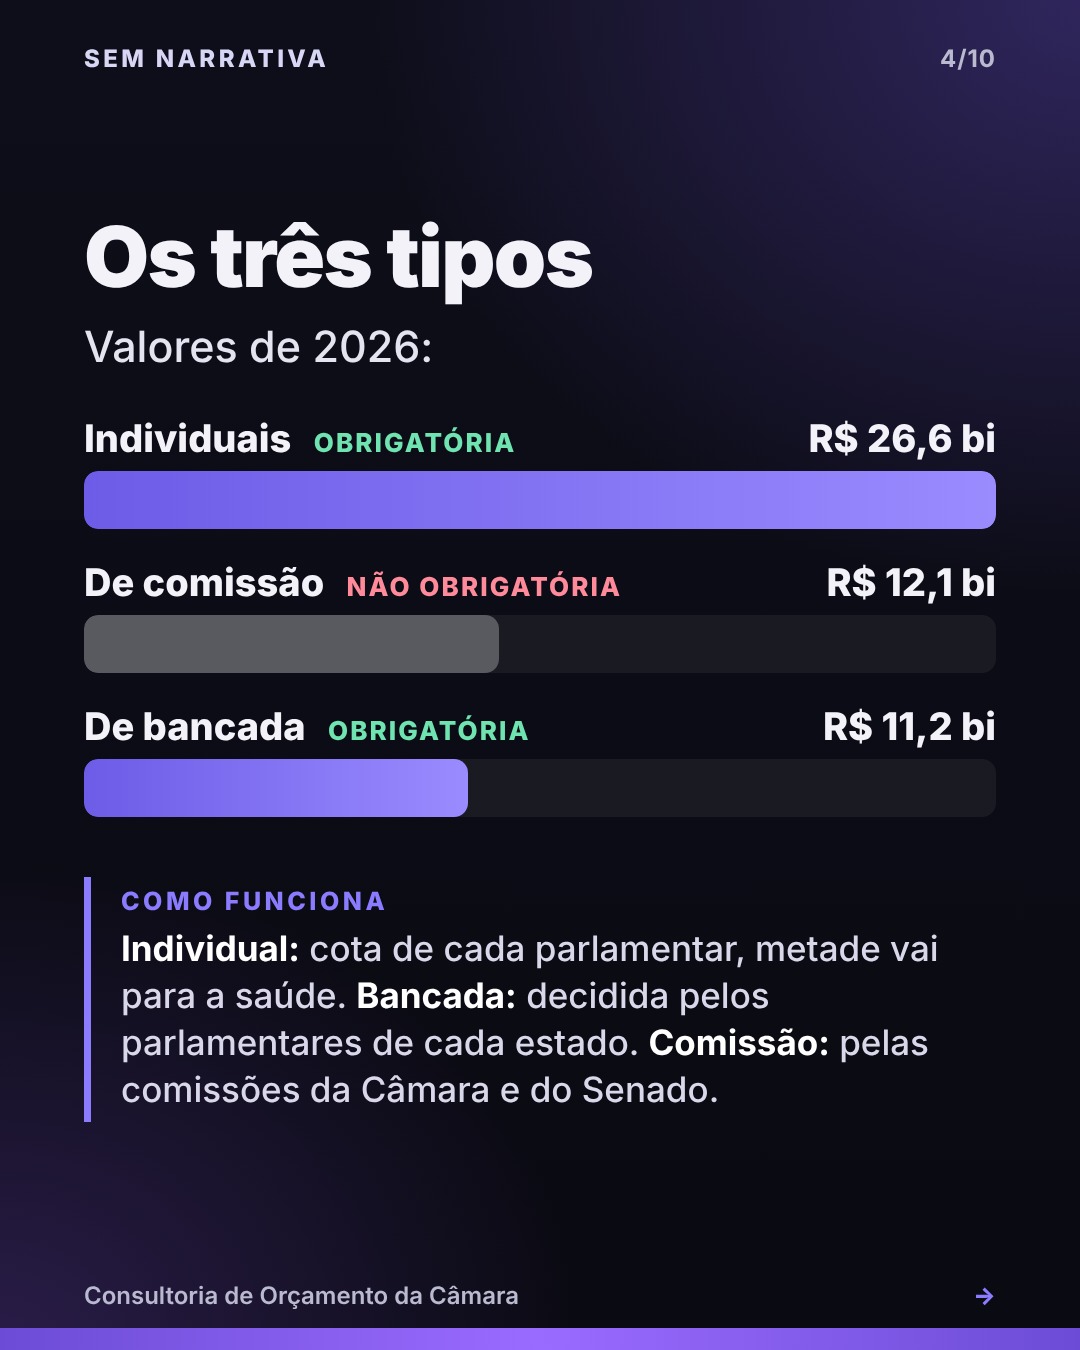 SEM NARRATIVA
4/10
Os três tipos
Valores de 2026:
Individuais OBRIGATÓRIA R$ 26,6 bi
De comissão NÃO OBRIGATÓRIA R$ 12,1 bi
De bancada OBRIGATÓRIA R$ 11,2 bi
COMO FUNCIONA
Individual: cota de cada parlamentar, metade vai
para a saúde. Bancada: decidida pelos
parlamentares de cada estado. Comissão: pelas
comissões da Câmara e do Senado.
Consultoria de Orçamento da Câmara →